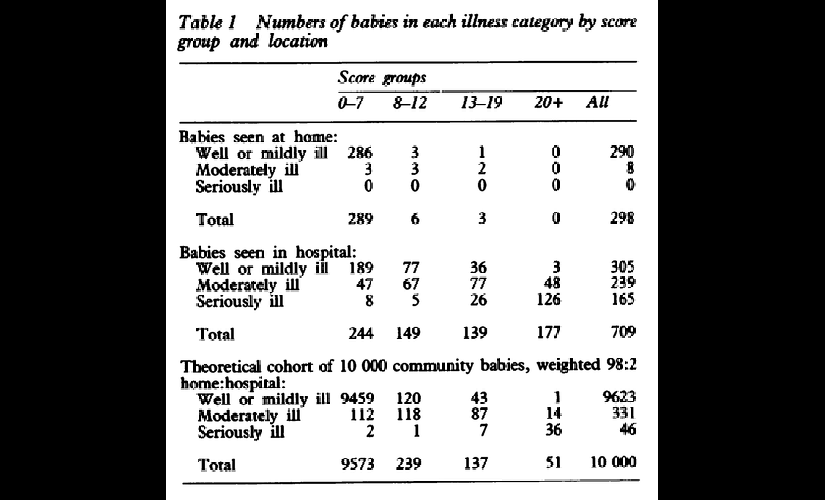 Table 1 Numbers of babies in each illness category by score
group and location
Score groups
0–7 8–12 13–19 20+ All
Babies seen at home:
Well or mildly ill 286 3 1 0 290
Moderately ill 3 3 2 0 8
Seriously ill 0 0 0 0 0
Total 289 6 3 0 298
Babies seen in hospital:
Well or mildly ill 189 77 36 3 305
Moderately ill 47 67 77 48 239
Seriously ill 8 5 26 126 165
Total 244 149 139 177 709
Theoretical cohort of 10 000 community babies, weighted 98:2
home:hospital:
Well or mildly ill 9459 120 43 1 9623
Moderately ill 112 118 87 14 331
Seriously ill 2 1 7 36 46
Total 9573 239 137 51 10 000